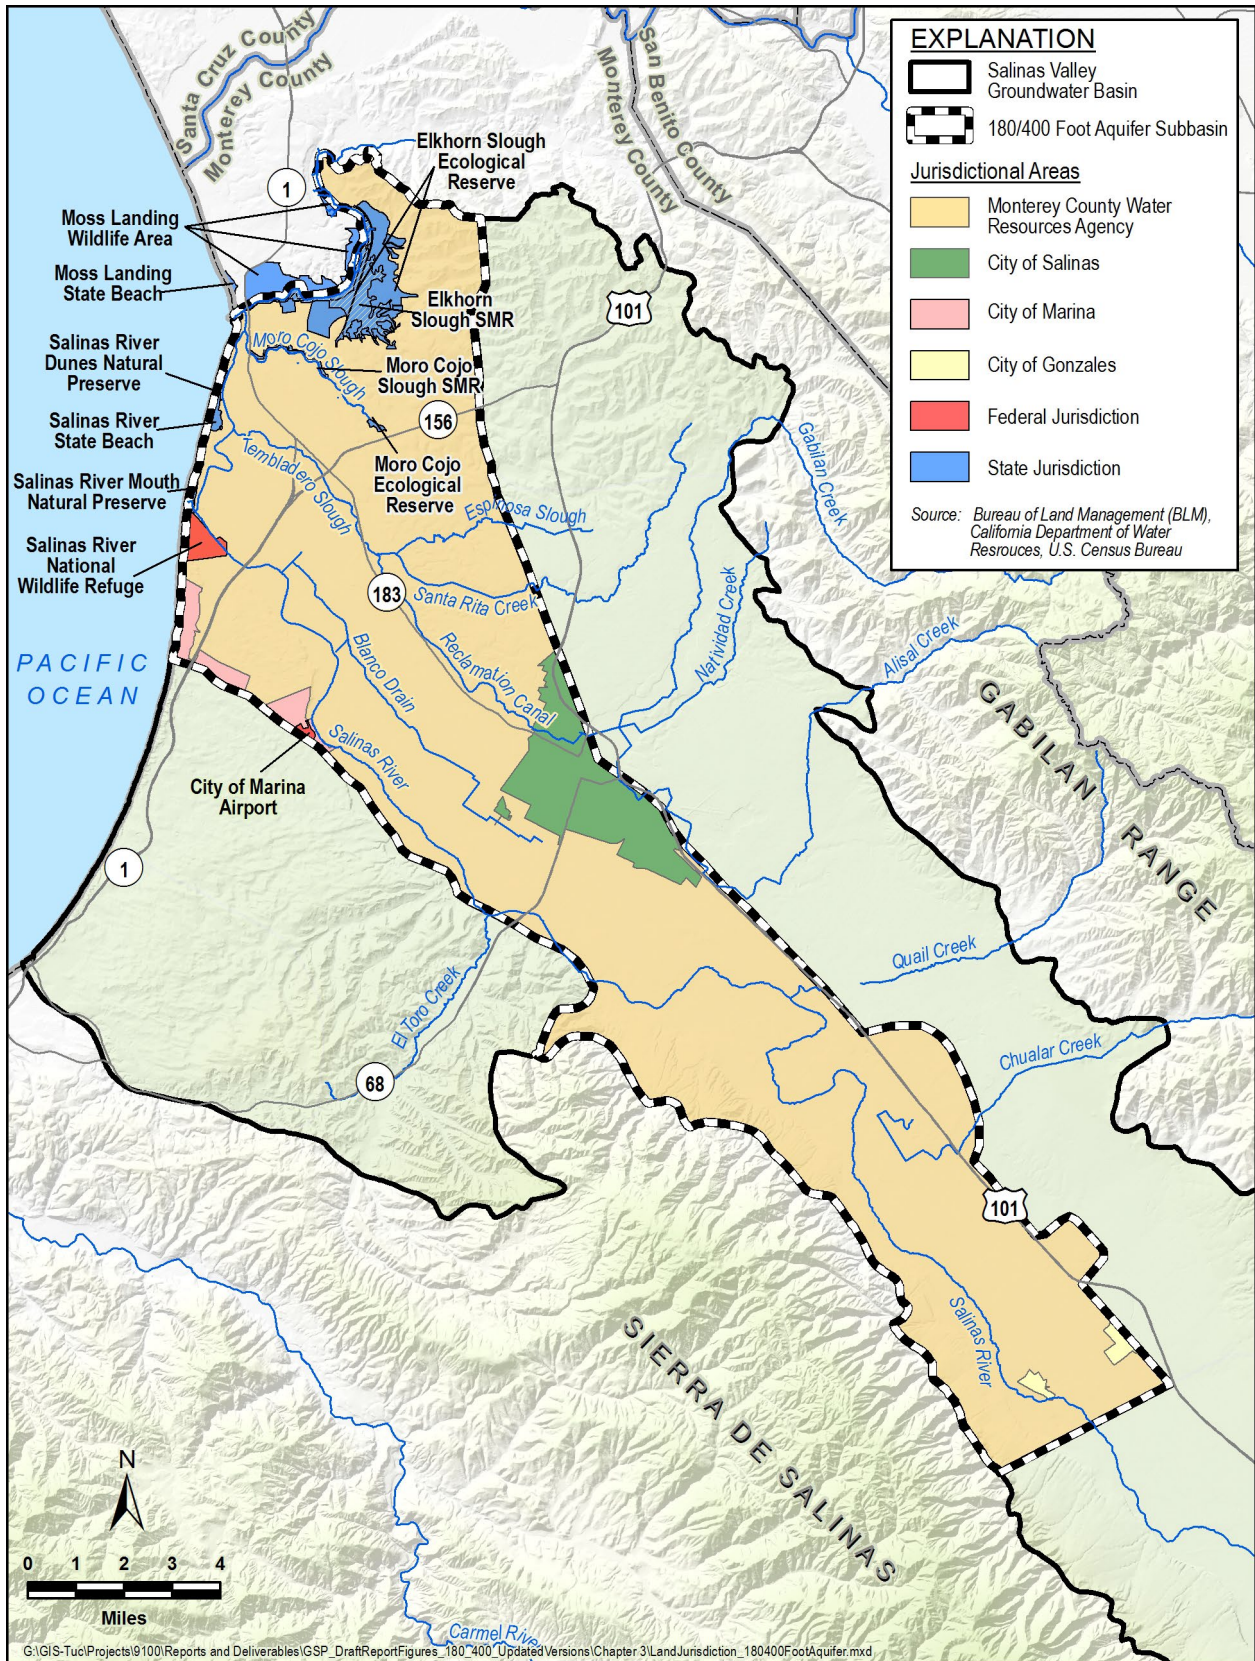 EXPLANATION
Salinas Valley
Groundwater Basin
180/400 Foot Aquifer Subbasin
Jurisdictional Areas
Monterey County Water
Resources Agency
City of Salinas
City of Marina
City of Gonzales
Federal Jurisdiction
State Jurisdiction
Source: Bureau of Land Management (BLM),
California Department of Water
Resrouces, U.S. Census Bureau
Santa Cruz County
Monterey County
San Benito County
Monterey County
Elkhorn Slough
Ecological
Reserve
1
Moss Landing
Wildlife Area
Moss Landing
State Beach
Elkhorn
Slough SMR
101
Salinas River
Dunes Natural
Preserve
Moro Cojo Slough
Moro Cojo
Slough SMR
Salinas River
State Beach
156
Gabilan Creek
Tembladero Slough
Moro Cojo
Ecological
Reserve
Salinas River Mouth
Natural Preserve
Espinosa Slough
Salinas River
National
Wildlife Refuge
183
Santa Rita Creek
Natividad Creek
Alisal Creek
PACIFIC
OCEAN
Blanco Drain
Reclamation Canal
GABILAN RANGE
Salinas River
City of Marina
Airport
1
Quail Creek
El Toro Creek
Chualar Creek
68
101
Salinas River
SIERRA DE SALINAS
N
0 1 2 3 4
Miles
Carmel River
G:\GIS-Tuc\Projects\9100\Reports and Deliverables\GSP_DraftReportFigures_180_400_UpdatedVersions\Chapter 3\LandJurisdiction_180400FootAquifer.mxd